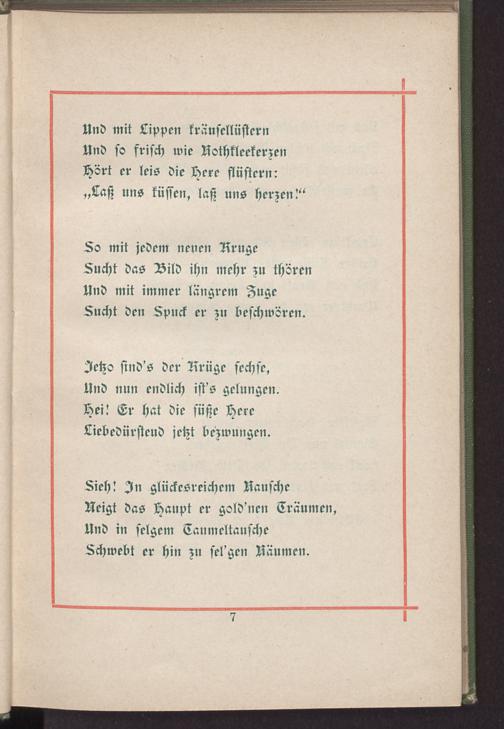 Und mit Lippen kräusellüstern
Und so frisch wie Rothkleekerzen
Hört er leis die Hexe flüstern:
„Laß uns küssen, laß uns herzen!“
So mit jedem neuen Kruge
Sucht das Bild ihn mehr zu thören
Und mit immer längrem Zuge
Sucht den Spuck er zu beschwören.
Jetzo sind's der Krüge sechse,
Und nun endlich ist's gelungen.
Hei! Er hat die süße Hexe
Liebedürstend jetzt bezwungen.
Sieh! In glückesreichem Rausche
Neigt das Haupt er gold'nen Träumen,
Und in selgem Taumeltausche
Schwebt er hin zu sel'gen Räumen.
7